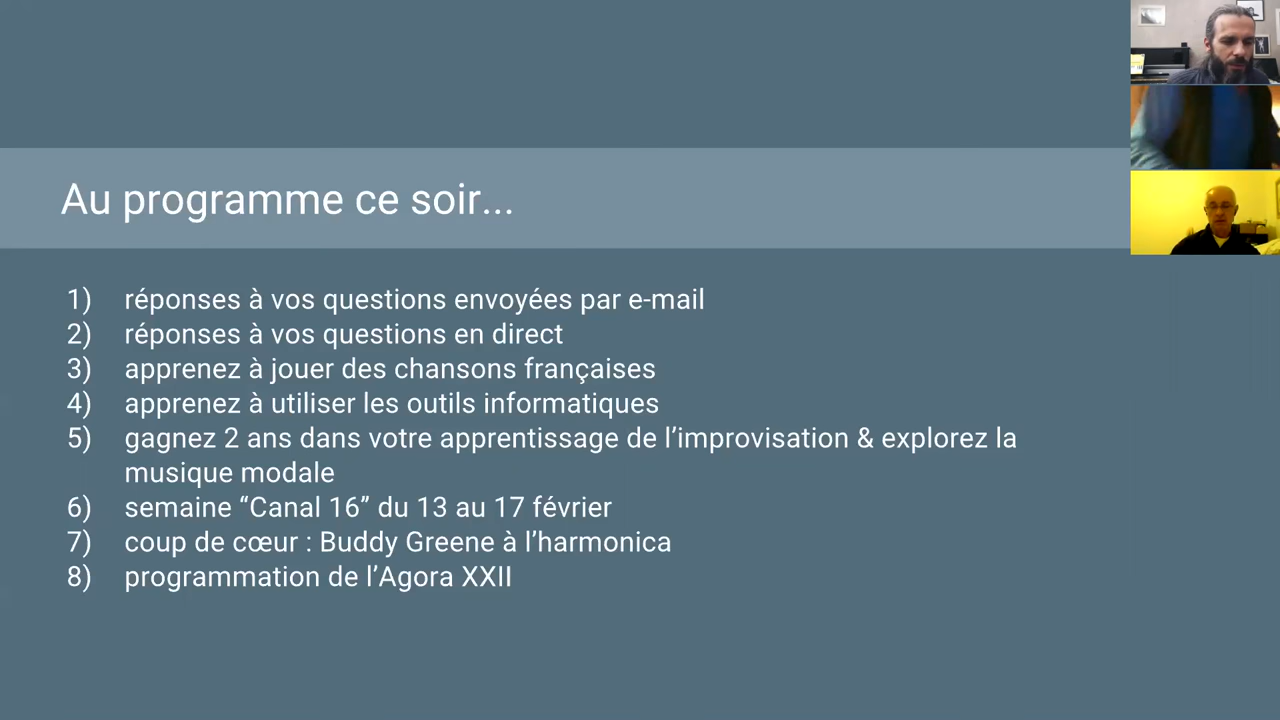 Au programme ce soir...
1) réponses à vos questions envoyées par e-mail
2) réponses à vos questions en direct
3) apprenez à jouer des chansons françaises
4) apprenez à utiliser les outils informatiques
5) gagnez 2 ans dans votre apprentissage de l’improvisation & explorez la
musique modale
6) semaine “Canal 16” du 13 au 17 février
7) coup de cœur : Buddy Greene à l’harmonica
8) programmation de l’Agora XXII